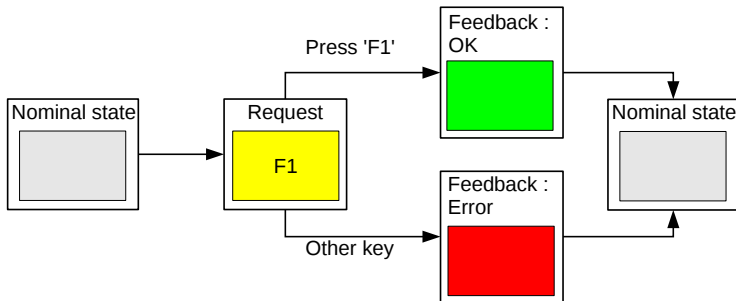 Nominal state
Request
F1
Press 'F1'
Feedback :
OK
Other key
Feedback :
Error
Nominal state